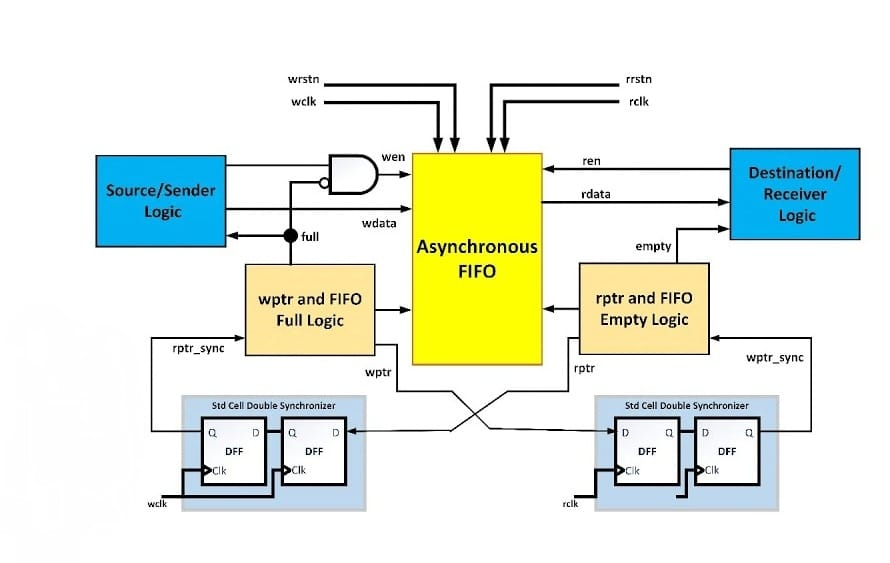 wrstn
wclk
rrstn
rclk
Source/Sender
Logic
wen
wdata
full
Asynchronous
FIFO
ren
rdata
empty
Destination/
Receiver
Logic
wptr and FIFO
Full Logic
rptr and FIFO
Empty Logic
rptr_sync
wptr
rptr
wptr_sync
Std Cell Double Synchronizer
Q D
DFF
Clk
Q D
DFF
Clk
wclk
Std Cell Double Synchronizer
D Q
DFF
Clk
D Q
DFF
Clk
rclk